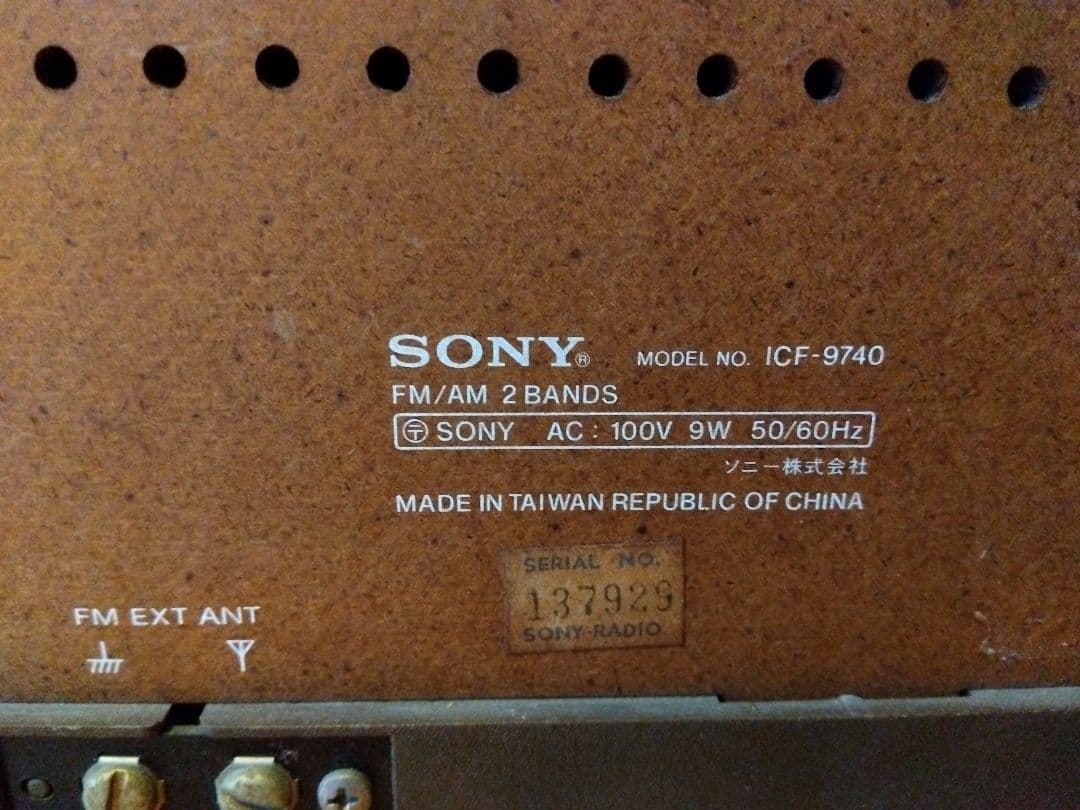 SONY® MODEL NO. ICF-9740
FM/AM 2 BANDS
〶 SONY AC: 100V 9W 50/60Hz
ソニー株式会社
MADE IN TAIWAN REPUBLIC OF CHINA
SERIAL NO.
137929
SONY-RADIO
FM EXT ANT